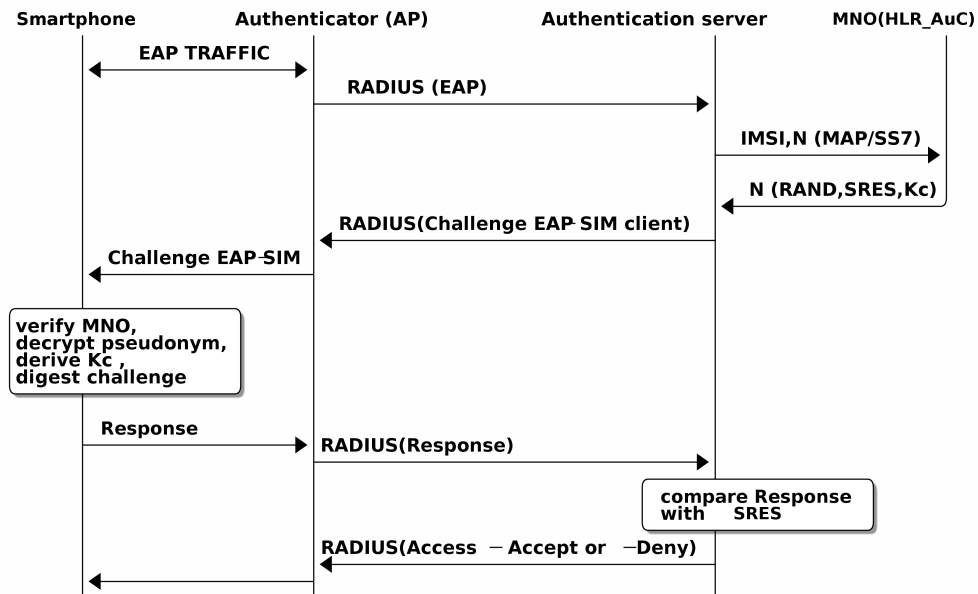 Smartphone
Authenticator (AP)
Authentication server
MNO(HLR_AuC)
EAP TRAFFIC
RADIUS (EAP)
IMSI,N (MAP/SS7)
N (RAND,SRES,Kc)
RADIUS(Challenge EAP-SIM client)
Challenge EAP-SIM
verify MNO,
decrypt pseudonym,
derive Kc ,
digest challenge
Response
RADIUS(Response)
compare Response
with SRES
RADIUS(Access – Accept or –Deny)